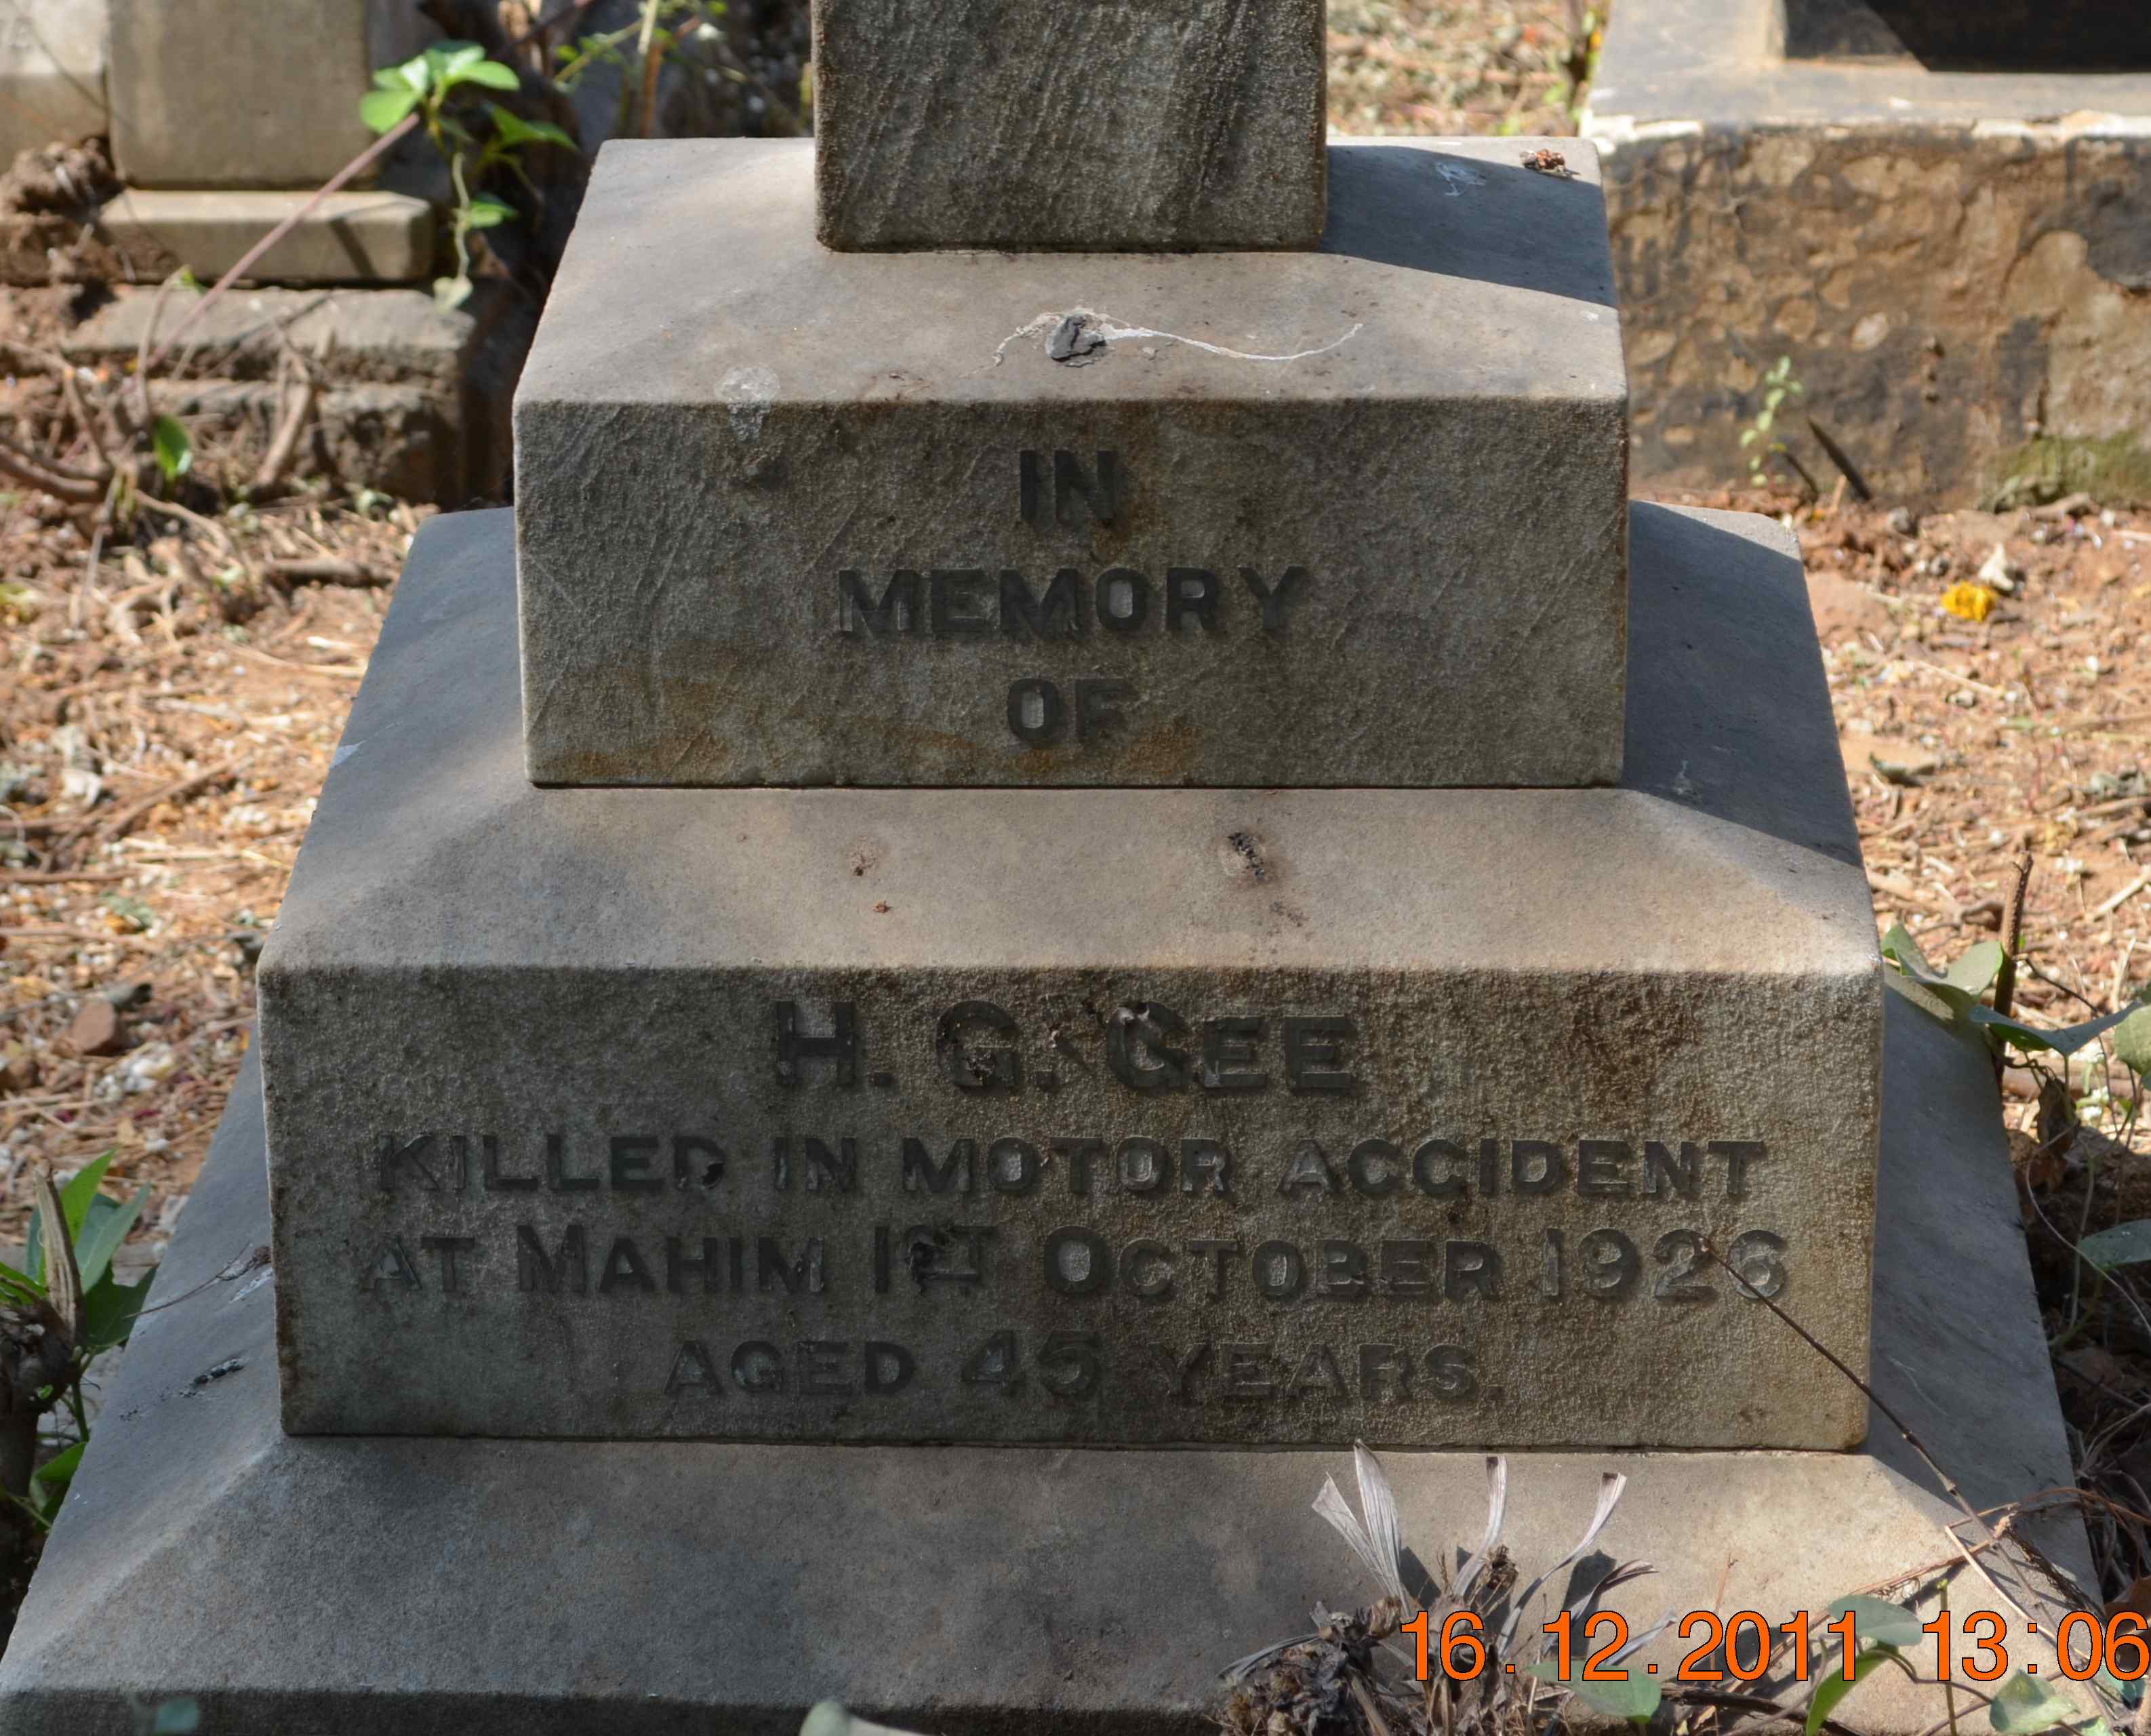 IN
MEMORY
OF
H. G. GEE
KILLED IN MOTOR ACCIDENT
AT MAHIM 1ST OCTOBER 1926
AGED 45 YEARS.
16.12.2011 13:06